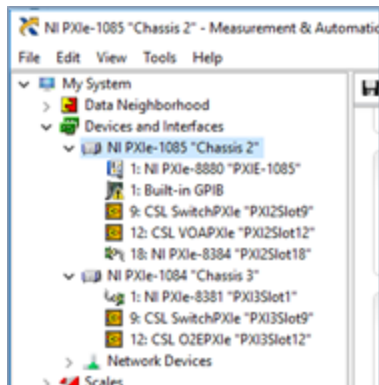 NI PXIe-1085 "Chassis 2" - Measurement & Automatic
File Edit View Tools Help
My System
Data Neighborhood
Devices and Interfaces
NI PXIe-1085 "Chassis 2"
1: NI PXIe-8880 "PXIE-1085"
1: Built-in GPIB
9: CSL SwitchPXIe "PXI2Slot9"
12: CSL VOAPXIe "PXI2Slot12"
18: NI PXIe-8384 "PXI2Slot18"
NI PXIe-1084 "Chassis 3"
1: NI PXIe-8381 "PXI3Slot1"
9: CSL SwitchPXIe "PXI3Slot9"
12: CSL O2EPXIe "PXI3Slot12"
Network Devices
Scales